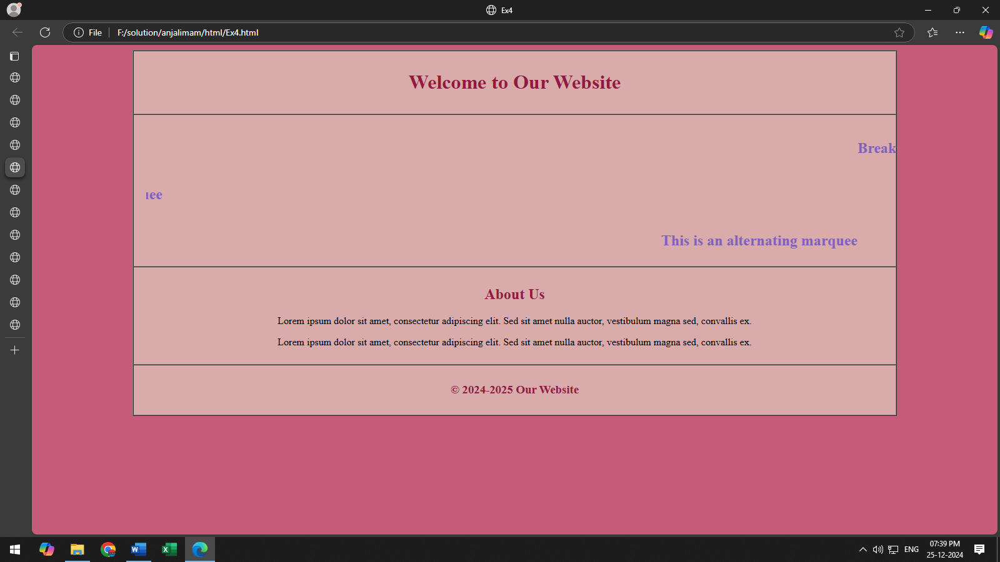 Ex4
File
F:/solution/anjalimam/html/Ex4.html
Welcome to Our Website
Break
This is an alternating marquee
About Us
Lorem ipsum dolor sit amet, consectetur adipiscing elit. Sed sit amet nulla auctor, vestibulum magna sed, convallis ex.
Lorem ipsum dolor sit amet, consectetur adipiscing elit. Sed sit amet nulla auctor, vestibulum magna sed, convallis ex.
© 2024-2025 Our Website
ENG
07:39 PM
25-12-2024